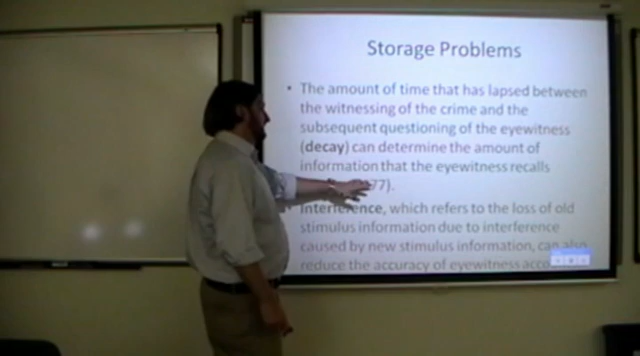 Storage Problems
• The amount of time that has lapsed between
the witnessing of the crime and the
subsequent questioning of the eyewitness
(decay) can determine the amount of
information that the eyewitness recalls
77).
• Interference, which refers to the loss of old
stimulus information due to interference
caused by new stimulus information, can also
reduce the accuracy of eyewitness